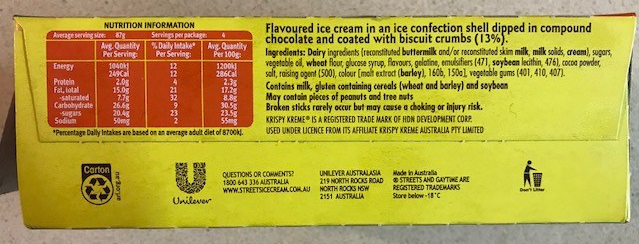 NUTRITION INFORMATION
Average serving size: 87g Servings per package: 4
Avg. Quantity Per Serving: % Daily Intake* Per Serving: Avg. Quantity Per 100g:
Energy 1040kJ 12 1200kJ
249Cal 12 286Cal
Protein 2.0g 4 2.3g
Fat, total 15.0g 21 17.2g
-saturated 7.7g 32 8.8g
Carbohydrate 26.6g 9 30.5g
-sugars 20.4g 23 23.5g
Sodium 50mg 2 55mg
*Percentage Daily Intakes are based on an average adult diet of 8700kJ.
Flavoured ice cream in an ice confection shell dipped in compound
chocolate and coated with biscuit crumbs (13%).
Ingredients: Dairy ingredients (reconstituted buttermilk and/or reconstituted skim milk, milk solids, cream), sugars,
vegetable oil, wheat flour, glucose syrup, flavours, gelatine, emulsifiers (471, soybean lecithin, 476), cocoa powder,
salt, raising agent (500), colour [malt extract (barley), 160b, 150a], vegetable gums (401, 410, 407).
Contains milk, gluten containing cereals (wheat and barley) and soybean
May contain pieces of peanuts and tree nuts
Broken sticks rarely occur but may cause a choking or injury risk.
KRISPY KREME® IS A REGISTERED TRADE MARK OF HDN DEVELOPMENT CORP.
USED UNDER LICENCE FROM ITS AFFILIATE KRISPY KREME AUSTRALIA PTY LIMITED
Carton
arl.org.au
Unilever
QUESTIONS OR COMMENTS?
1800 643 336 AUSTRALIA
WWW.STREETSICECREAM.COM.AU
UNILEVER AUSTRALASIA
219 NORTH ROCKS ROAD
NORTH ROCKS NSW
2151 AUSTRALIA
Made in Australia
® STREETS AND GAYTIME ARE
REGISTERED TRADEMARKS
Store below -18°C
Don't Litter